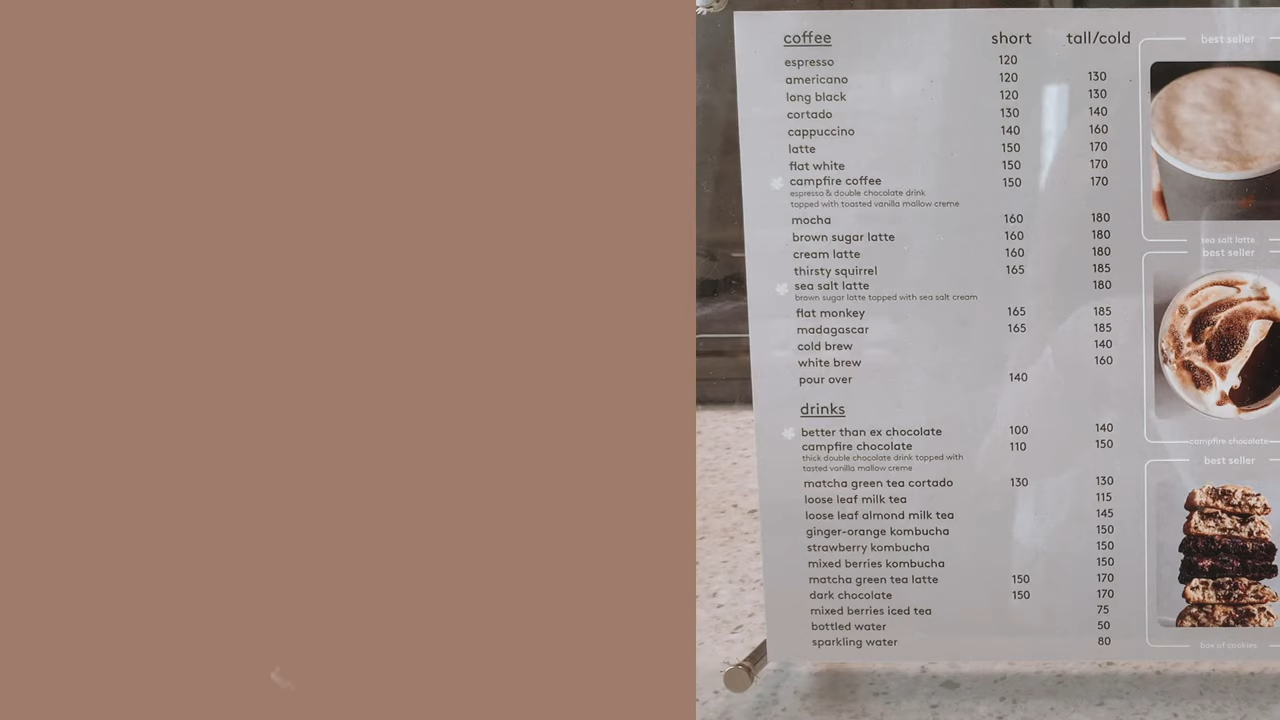 coffee short tall/cold
espresso 120
americano 120 130
long black 120 130
cortado 130 140
cappuccino 140 160
latte 150 170
flat white 150 170
campfire coffee 150 170
espresso & double chocolate drink
topped with toasted vanilla mallow creme
mocha 160 180
brown sugar latte 160 180
cream latte 160 180
thirsty squirrel 165 185
sea salt latte 180
brown sugar latte topped with sea salt cream
flat monkey 165 185
madagascar 165 185
cold brew 140
white brew 160
pour over 140
drinks
better than ex chocolate 100 140
campfire chocolate 110 150
thick double chocolate drink topped with
tasted vanilla mallow creme
matcha green tea cortado 130 130
loose leaf milk tea 115
loose leaf almond milk tea 145
ginger-orange kombucha 150
strawberry kombucha 150
mixed berries kombucha 150
matcha green tea latte 150 170
dark chocolate 150 170
mixed berries iced tea 75
bottled water 50
sparkling water 80
best seller
sea salt latte
best seller
campfire chocolate
best seller
box of cookies